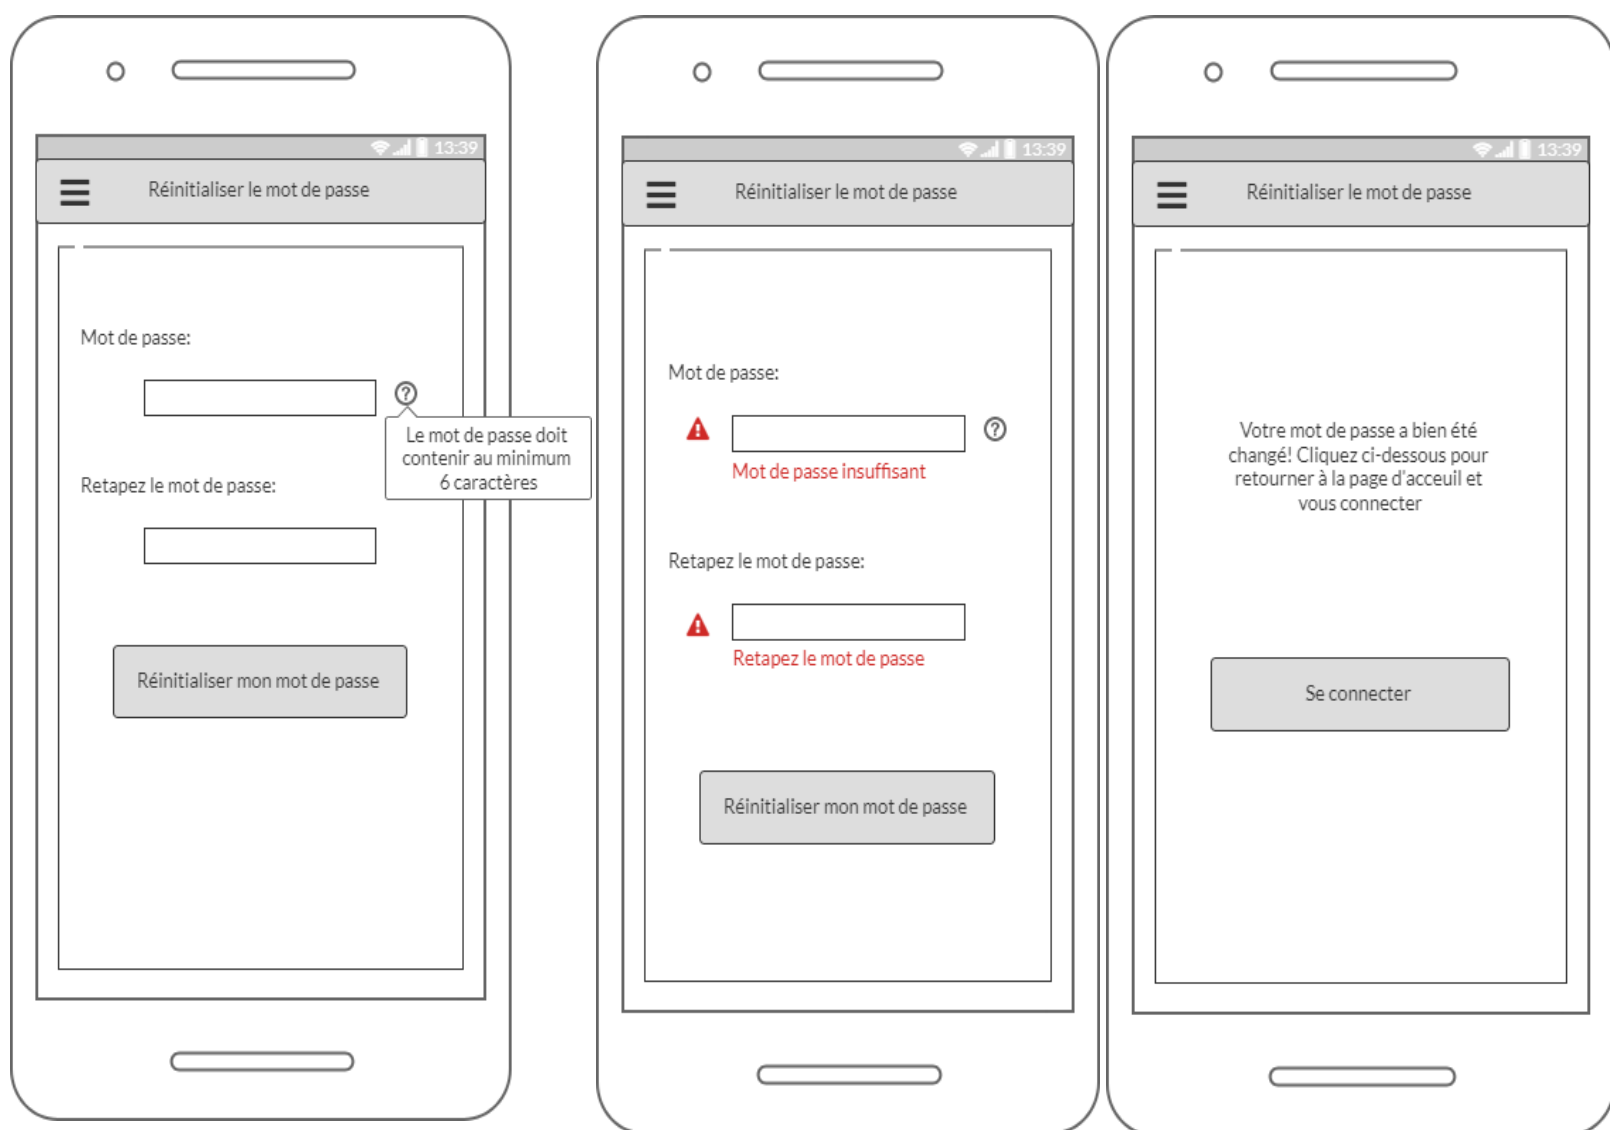 13:39
Réinitialiser le mot de passe
Mot de passe:
?
Le mot de passe doit
contenir au minimum
6 caractères
Retapez le mot de passe:
Réinitialiser mon mot de passe
13:39
Réinitialiser le mot de passe
Mot de passe:
?
Mot de passe insuffisant
Retapez le mot de passe:
Retapez le mot de passe
Réinitialiser mon mot de passe
13:39
Réinitialiser le mot de passe
Votre mot de passe a bien été
changé! Cliquez ci-dessous pour
retourner à la page d'acceuil et
vous connecter
Se connecter